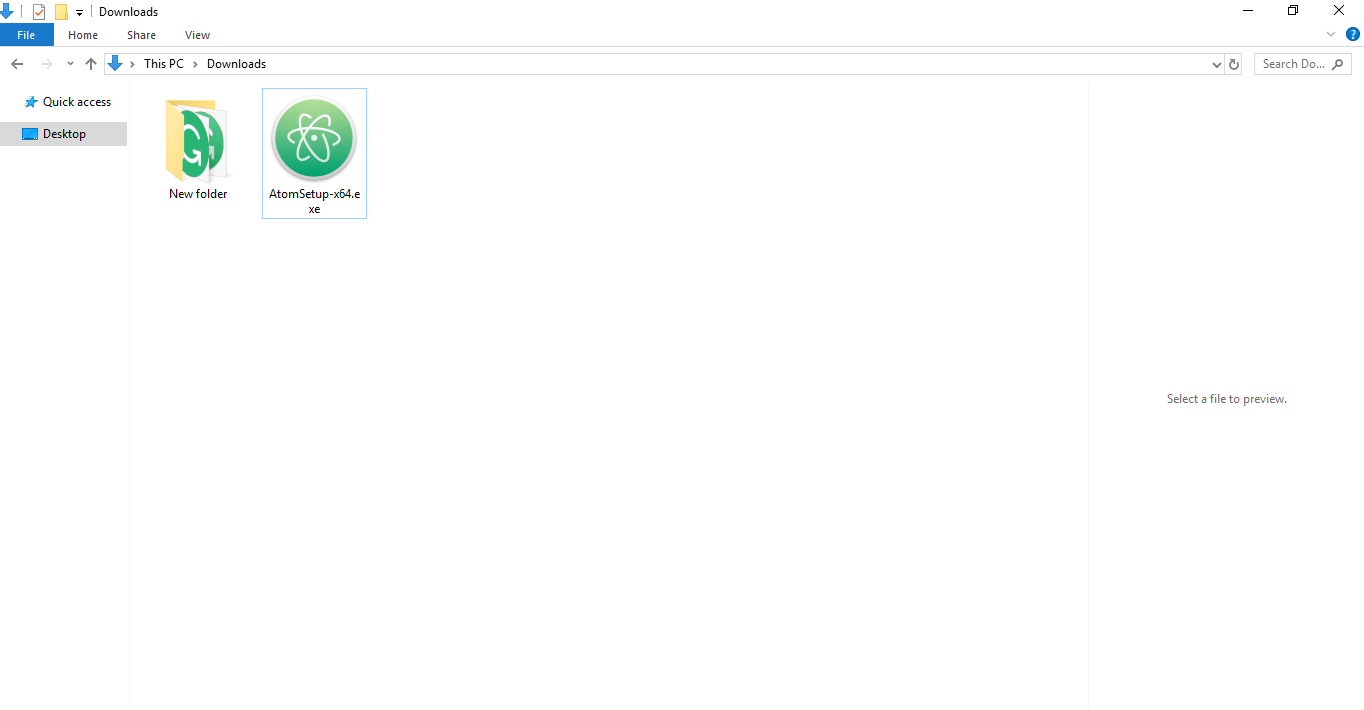 Downloads
File Home Share View
This PC Downloads
Search Do...
Quick access
Desktop
New folder
AtomSetup-x64.e
xe
Select a file to preview.